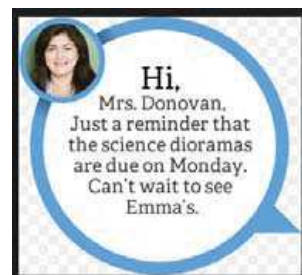 Hi,
Mrs. Donovan,
Just a reminder that
the science dioramas
are due on Monday.
Can't wait to see
Emma's.